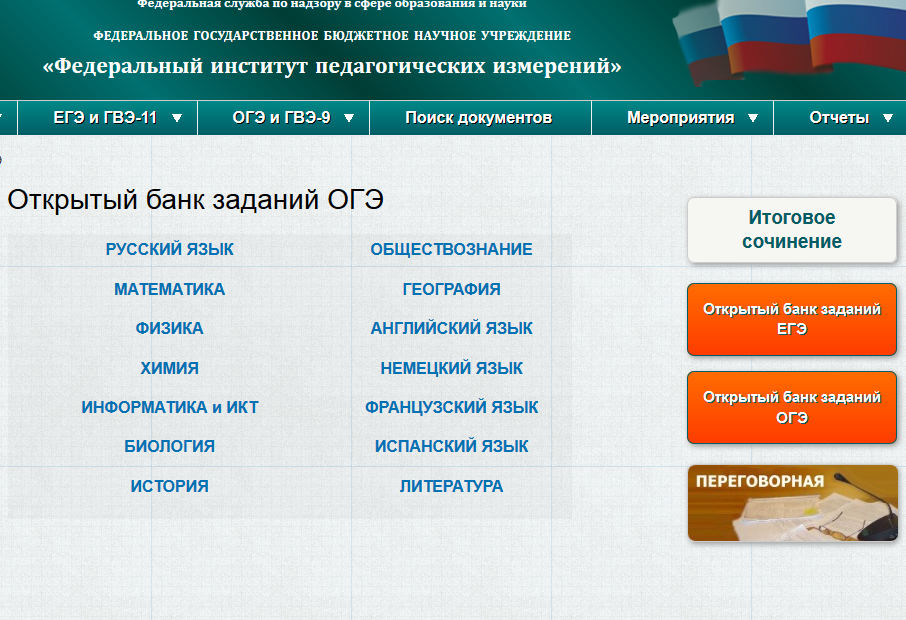 Федеральная служба по надзору в сфере образования и науки
ФЕДЕРАЛЬНОЕ ГОСУДАРСТВЕННОЕ БЮДЖЕТНОЕ НАУЧНОЕ УЧРЕЖДЕНИЕ
«Федеральный институт педагогических измерений»
ЕГЭ и ГВЭ-11 ▼ ОГЭ и ГВЭ-9 ▼ Поиск документов Мероприятия ▼ Отчеты ▼
Открытый банк заданий ОГЭ
РУССКИЙ ЯЗЫК ОБЩЕСТВОЗНАНИЕ
МАТЕМАТИКА ГЕОГРАФИЯ
ФИЗИКА АНГЛИЙСКИЙ ЯЗЫК
ХИМИЯ НЕМЕЦКИЙ ЯЗЫК
ИНФОРМАТИКА и ИКТ ФРАНЦУЗСКИЙ ЯЗЫК
БИОЛОГИЯ ИСПАНСКИЙ ЯЗЫК
ИСТОРИЯ ЛИТЕРАТУРА
Итоговое
сочинение
Открытый банк заданий
ЕГЭ
Открытый банк заданий
ОГЭ
ПЕРЕГОВОРНАЯ